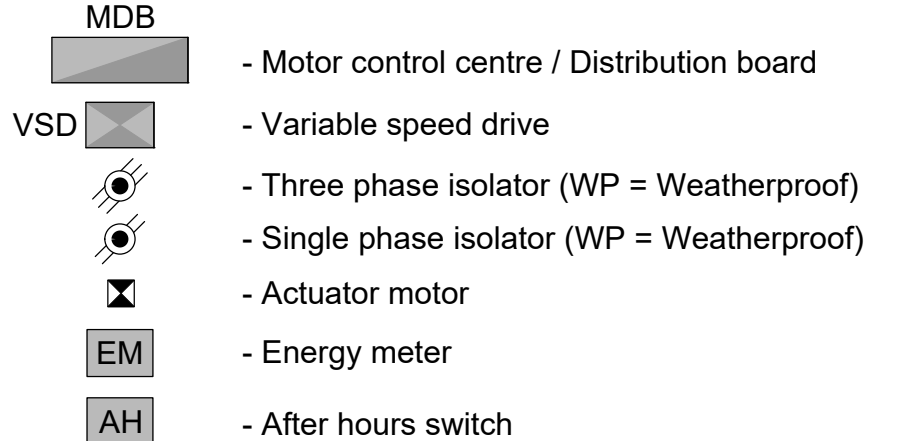 MDB
- Motor control centre / Distribution board
VSD - Variable speed drive
- Three phase isolator (WP = Weatherproof)
- Single phase isolator (WP = Weatherproof)
- Actuator motor
EM - Energy meter
AH - After hours switch